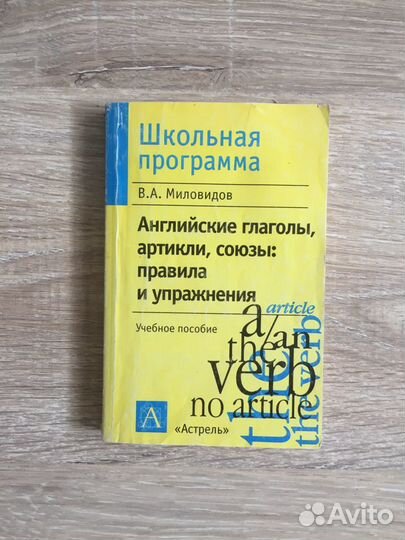 Школьная
программа
В.А. Миловидов
Английские глаголы,
артикли, союзы:
правила
и упражнения
Учебное пособие
article
a/an
the
verb
no article
the
the verb
А
«Астрель»
Avito